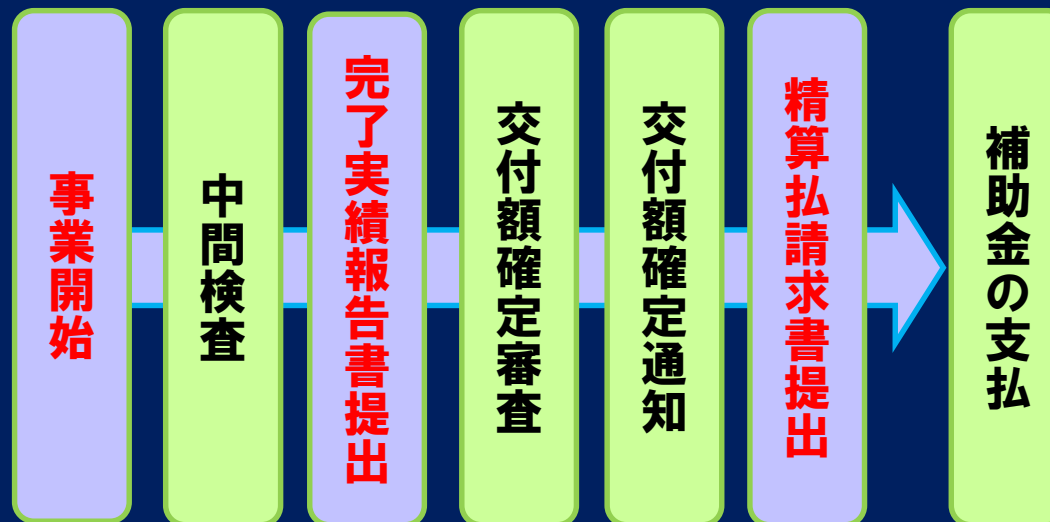 事業開始
中間検査
完了実績報告書提出
交付額確定審査
交付額確定通知
精算払請求書提出
補助金の支払